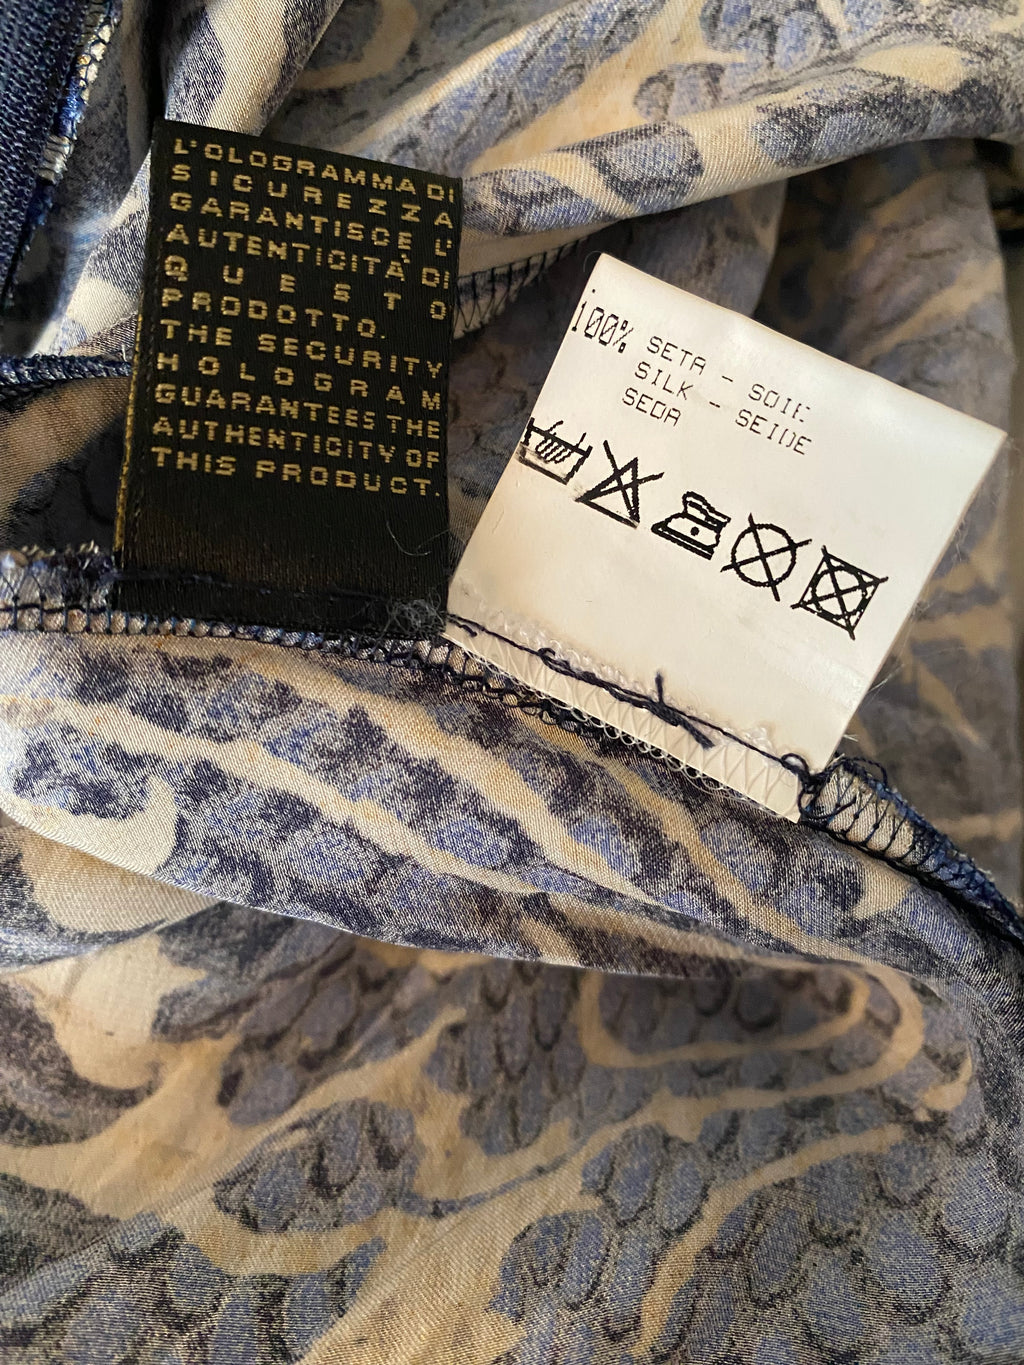 L'OLOGRAMMA DI
SICUREZZA
GARANTISCE L'
AUTENTICITÀ DI
QUESTO
PRODOTTO.
THE SECURITY
HOLOGRAM
GUARANTEES THE
AUTHENTICITY OF
THIS PRODUCT.
100% SETA - SOIE
SILK - SEIDE
SEDA